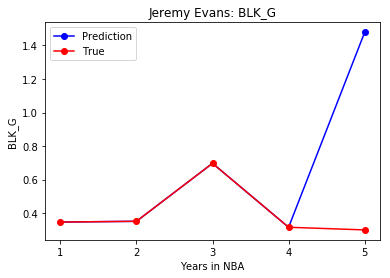 Jeremy Evans: BLK_G
Prediction
True
BLK_G
1.4
1.2
1.0
0.8
0.6
0.4
1 2 3 4 5
Years in NBA